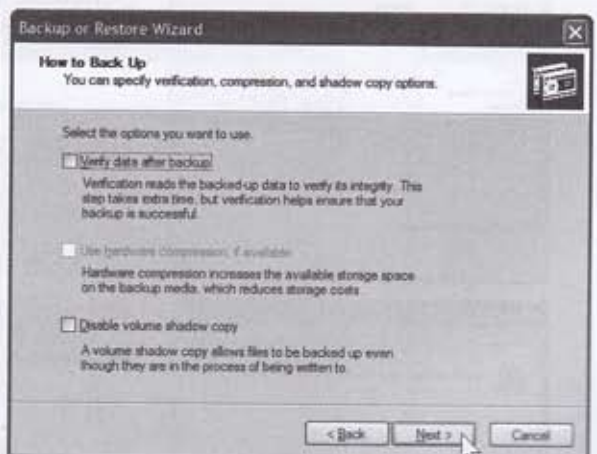 Backup or Restore Wizard
How to Back Up
You can specify verification, compression, and shadow copy options.
Select the options you want to use.
Verify data after backup
Verification reads the backed-up data to verify its integrity. This
step takes extra time, but verification helps ensure that your
backup is successful.
Use hardware compression, if available
Hardware compression increases the available storage space
on the backup media, which reduces storage costs.
Disable volume shadow copy
A volume shadow copy allows files to be backed up even
though they are in the process of being written to.
< Back
Next >
Cancel